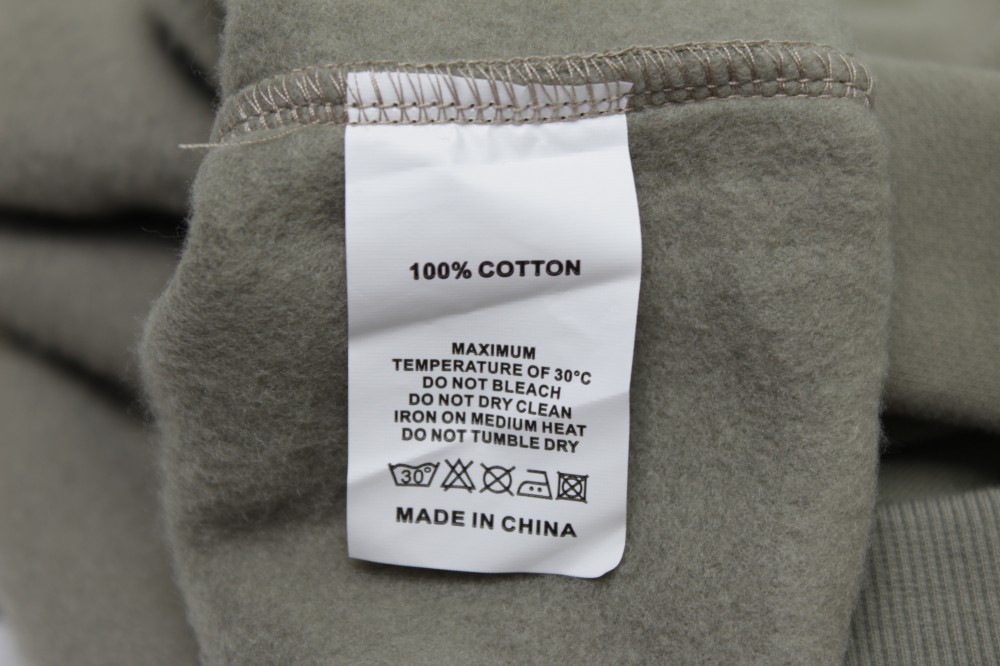 100% COTTON
MAXIMUM
TEMPERATURE OF 30°C
DO NOT BLEACH
DO NOT DRY CLEAN
IRON ON MEDIUM HEAT
DO NOT TUMBLE DRY
30°
MADE IN CHINA